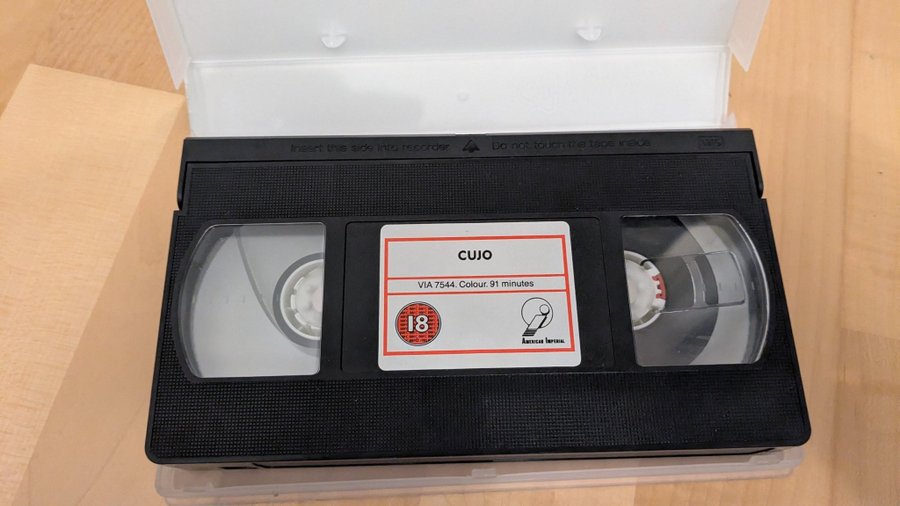 Insert this side into recorder Do not touch the tape inside VHS
CUJO
VIA 7544. Colour. 91 minutes
18
AMERICAN IMPERIAL